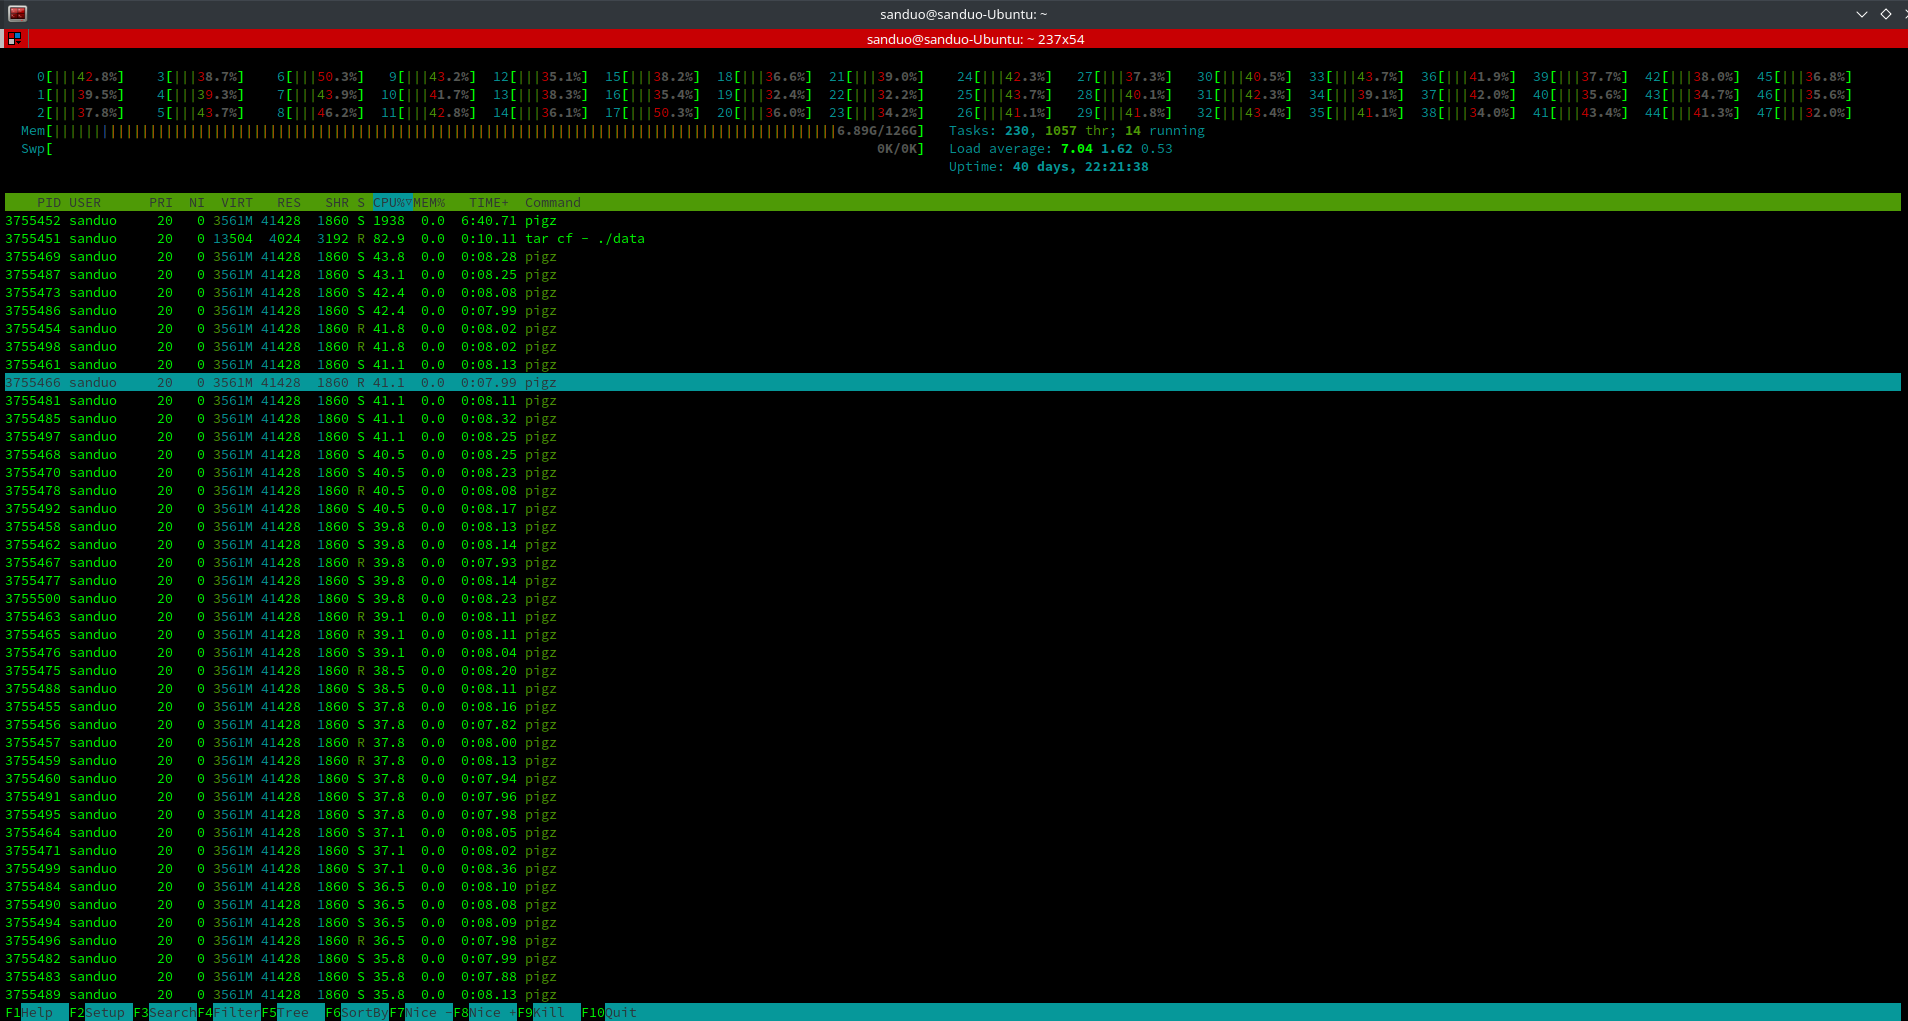 sanduo@sanduo-Ubuntu: ~
sanduo@sanduo-Ubuntu: ~ 237x54
0[|||42.8%] 3[|||38.7%] 6[|||50.3%] 9[|||43.2%] 12[|||35.1%] 15[|||38.2%] 18[|||36.6%] 21[|||39.0%] 24[|||42.3%] 27[|||37.3%] 30[|||40.5%] 33[|||43.7%] 36[|||41.9%] 39[|||37.7%] 42[|||38.0%] 45[|||36.8%]
1[|||39.5%] 4[|||39.3%] 7[|||43.9%] 10[|||41.7%] 13[|||38.3%] 16[|||35.4%] 19[|||32.4%] 22[|||32.2%] 25[|||43.7%] 28[|||40.1%] 31[|||42.3%] 34[|||39.1%] 37[|||42.0%] 40[|||35.6%] 43[|||34.7%] 46[|||35.6%]
2[|||37.8%] 5[|||43.7%] 8[|||46.2%] 11[|||42.8%] 14[|||36.1%] 17[|||50.3%] 20[|||36.0%] 23[|||34.2%] 26[|||41.1%] 29[|||41.8%] 32[|||43.4%] 35[|||41.1%] 38[|||34.0%] 41[|||43.4%] 44[|||41.3%] 47[|||32.0%]
Mem[6.89G/126G] Tasks: 230, 1057 thr; 14 running
Swp[0K/0K] Load average: 7.04 1.62 0.53
Uptime: 40 days, 22:21:38
PID USER PRI NI VIRT RES SHR S CPU%▽MEM% TIME+ Command
3755452 sanduo 20 0 3561M 41428 1860 S 1938 0.0 6:40.71 pigz
3755451 sanduo 20 0 13504 4024 3192 R 82.9 0.0 0:10.11 tar cf - ./data
3755469 sanduo 20 0 3561M 41428 1860 S 43.8 0.0 0:08.28 pigz
3755487 sanduo 20 0 3561M 41428 1860 S 43.1 0.0 0:08.25 pigz
3755473 sanduo 20 0 3561M 41428 1860 S 42.4 0.0 0:08.08 pigz
3755486 sanduo 20 0 3561M 41428 1860 S 42.4 0.0 0:07.99 pigz
3755454 sanduo 20 0 3561M 41428 1860 R 41.8 0.0 0:08.02 pigz
3755498 sanduo 20 0 3561M 41428 1860 R 41.8 0.0 0:08.02 pigz
3755461 sanduo 20 0 3561M 41428 1860 S 41.1 0.0 0:08.13 pigz
3755466 sanduo 20 0 3561M 41428 1860 R 41.1 0.0 0:07.99 pigz
3755481 sanduo 20 0 3561M 41428 1860 S 41.1 0.0 0:08.11 pigz
3755485 sanduo 20 0 3561M 41428 1860 S 41.1 0.0 0:08.32 pigz
3755497 sanduo 20 0 3561M 41428 1860 S 41.1 0.0 0:08.25 pigz
3755468 sanduo 20 0 3561M 41428 1860 S 40.5 0.0 0:08.25 pigz
3755470 sanduo 20 0 3561M 41428 1860 S 40.5 0.0 0:08.23 pigz
3755478 sanduo 20 0 3561M 41428 1860 R 40.5 0.0 0:08.08 pigz
3755492 sanduo 20 0 3561M 41428 1860 S 40.5 0.0 0:08.17 pigz
3755458 sanduo 20 0 3561M 41428 1860 S 39.8 0.0 0:08.13 pigz
3755462 sanduo 20 0 3561M 41428 1860 S 39.8 0.0 0:08.14 pigz
3755467 sanduo 20 0 3561M 41428 1860 R 39.8 0.0 0:07.93 pigz
3755477 sanduo 20 0 3561M 41428 1860 S 39.8 0.0 0:08.14 pigz
3755500 sanduo 20 0 3561M 41428 1860 S 39.8 0.0 0:08.23 pigz
3755463 sanduo 20 0 3561M 41428 1860 R 39.1 0.0 0:08.11 pigz
3755465 sanduo 20 0 3561M 41428 1860 R 39.1 0.0 0:08.11 pigz
3755476 sanduo 20 0 3561M 41428 1860 S 39.1 0.0 0:08.04 pigz
3755475 sanduo 20 0 3561M 41428 1860 R 38.5 0.0 0:08.20 pigz
3755488 sanduo 20 0 3561M 41428 1860 S 38.5 0.0 0:08.11 pigz
3755455 sanduo 20 0 3561M 41428 1860 S 37.8 0.0 0:08.16 pigz
3755456 sanduo 20 0 3561M 41428 1860 S 37.8 0.0 0:07.82 pigz
3755457 sanduo 20 0 3561M 41428 1860 R 37.8 0.0 0:08.00 pigz
3755459 sanduo 20 0 3561M 41428 1860 R 37.8 0.0 0:08.13 pigz
3755460 sanduo 20 0 3561M 41428 1860 S 37.8 0.0 0:07.94 pigz
3755491 sanduo 20 0 3561M 41428 1860 S 37.8 0.0 0:07.96 pigz
3755495 sanduo 20 0 3561M 41428 1860 S 37.8 0.0 0:07.98 pigz
3755464 sanduo 20 0 3561M 41428 1860 S 37.1 0.0 0:08.05 pigz
3755471 sanduo 20 0 3561M 41428 1860 S 37.1 0.0 0:08.02 pigz
3755499 sanduo 20 0 3561M 41428 1860 S 37.1 0.0 0:08.36 pigz
3755484 sanduo 20 0 3561M 41428 1860 S 36.5 0.0 0:08.10 pigz
3755490 sanduo 20 0 3561M 41428 1860 S 36.5 0.0 0:08.08 pigz
3755494 sanduo 20 0 3561M 41428 1860 S 36.5 0.0 0:08.09 pigz
3755496 sanduo 20 0 3561M 41428 1860 R 36.5 0.0 0:07.98 pigz
3755482 sanduo 20 0 3561M 41428 1860 S 35.8 0.0 0:07.99 pigz
3755483 sanduo 20 0 3561M 41428 1860 S 35.8 0.0 0:07.88 pigz
3755489 sanduo 20 0 3561M 41428 1860 S 35.8 0.0 0:08.13 pigz
F1Help F2Setup F3SearchF4FilterF5Tree F6SortByF7Nice -F8Nice +F9Kill F10Quit